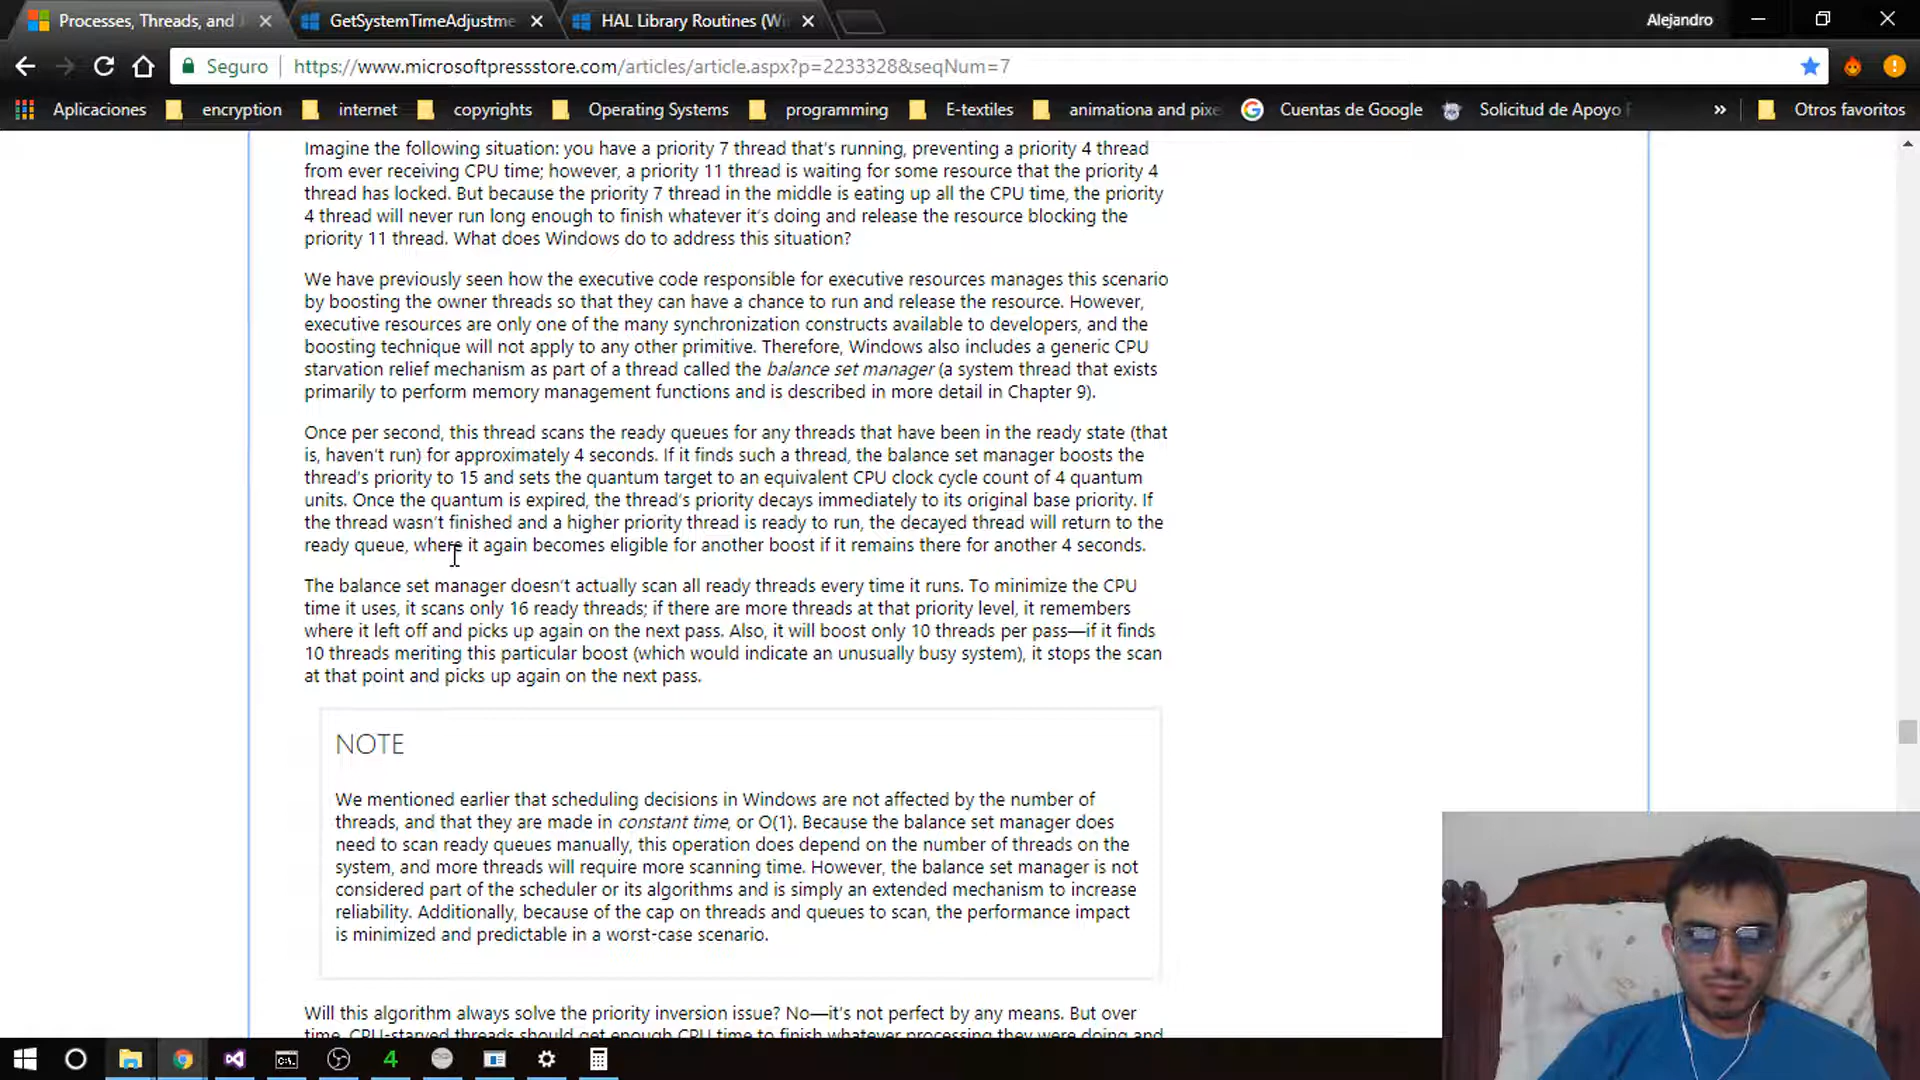 Processes, Threads, and
GetSystemTimeAdjustme
HAL Library Routines (Wi
Alejandro
Seguro
https://www.microsoftpressstore.com/articles/article.aspx?p=2233328&seqNum=7
Aplicaciones
encryption
internet
copyrights
Operating Systems
programming
E-textiles
animationa and pixe
Cuentas de Google
Solicitud de Apoyo
»
Otros favoritos
Imagine the following situation: you have a priority 7 thread that's running, preventing a priority 4 thread
from ever receiving CPU time; however, a priority 11 thread is waiting for some resource that the priority 4
thread has locked. But because the priority 7 thread in the middle is eating up all the CPU time, the priority
4 thread will never run long enough to finish whatever it's doing and release the resource blocking the
priority 11 thread. What does Windows do to address this situation?
We have previously seen how the executive code responsible for executive resources manages this scenario
by boosting the owner threads so that they can have a chance to run and release the resource. However,
executive resources are only one of the many synchronization constructs available to developers, and the
boosting technique will not apply to any other primitive. Therefore, Windows also includes a generic CPU
starvation relief mechanism as part of a thread called the balance set manager (a system thread that exists
primarily to perform memory management functions and is described in more detail in Chapter 9).
Once per second, this thread scans the ready queues for any threads that have been in the ready state (that
is, haven't run) for approximately 4 seconds. If it finds such a thread, the balance set manager boosts the
thread's priority to 15 and sets the quantum target to an equivalent CPU clock cycle count of 4 quantum
units. Once the quantum is expired, the thread's priority decays immediately to its original base priority. If
the thread wasn't finished and a higher priority thread is ready to run, the decayed thread will return to the
ready queue, where it again becomes eligible for another boost if it remains there for another 4 seconds.
The balance set manager doesn't actually scan all ready threads every time it runs. To minimize the CPU
time it uses, it scans only 16 ready threads; if there are more threads at that priority level, it remembers
where it left off and picks up again on the next pass. Also, it will boost only 10 threads per pass—if it finds
10 threads meriting this particular boost (which would indicate an unusually busy system), it stops the scan
at that point and picks up again on the next pass.
NOTE
We mentioned earlier that scheduling decisions in Windows are not affected by the number of
threads, and that they are made in constant time, or O(1). Because the balance set manager does
need to scan ready queues manually, this operation does depend on the number of threads on the
system, and more threads will require more scanning time. However, the balance set manager is not
considered part of the scheduler or its algorithms and is simply an extended mechanism to increase
reliability. Additionally, because of the cap on threads and queues to scan, the performance impact
is minimized and predictable in a worst-case scenario.
Will this algorithm always solve the priority inversion issue? No—it's not perfect by any means. But over
time, CPU-starved threads should get enough CPU time to finish whatever processing they were doing and
4